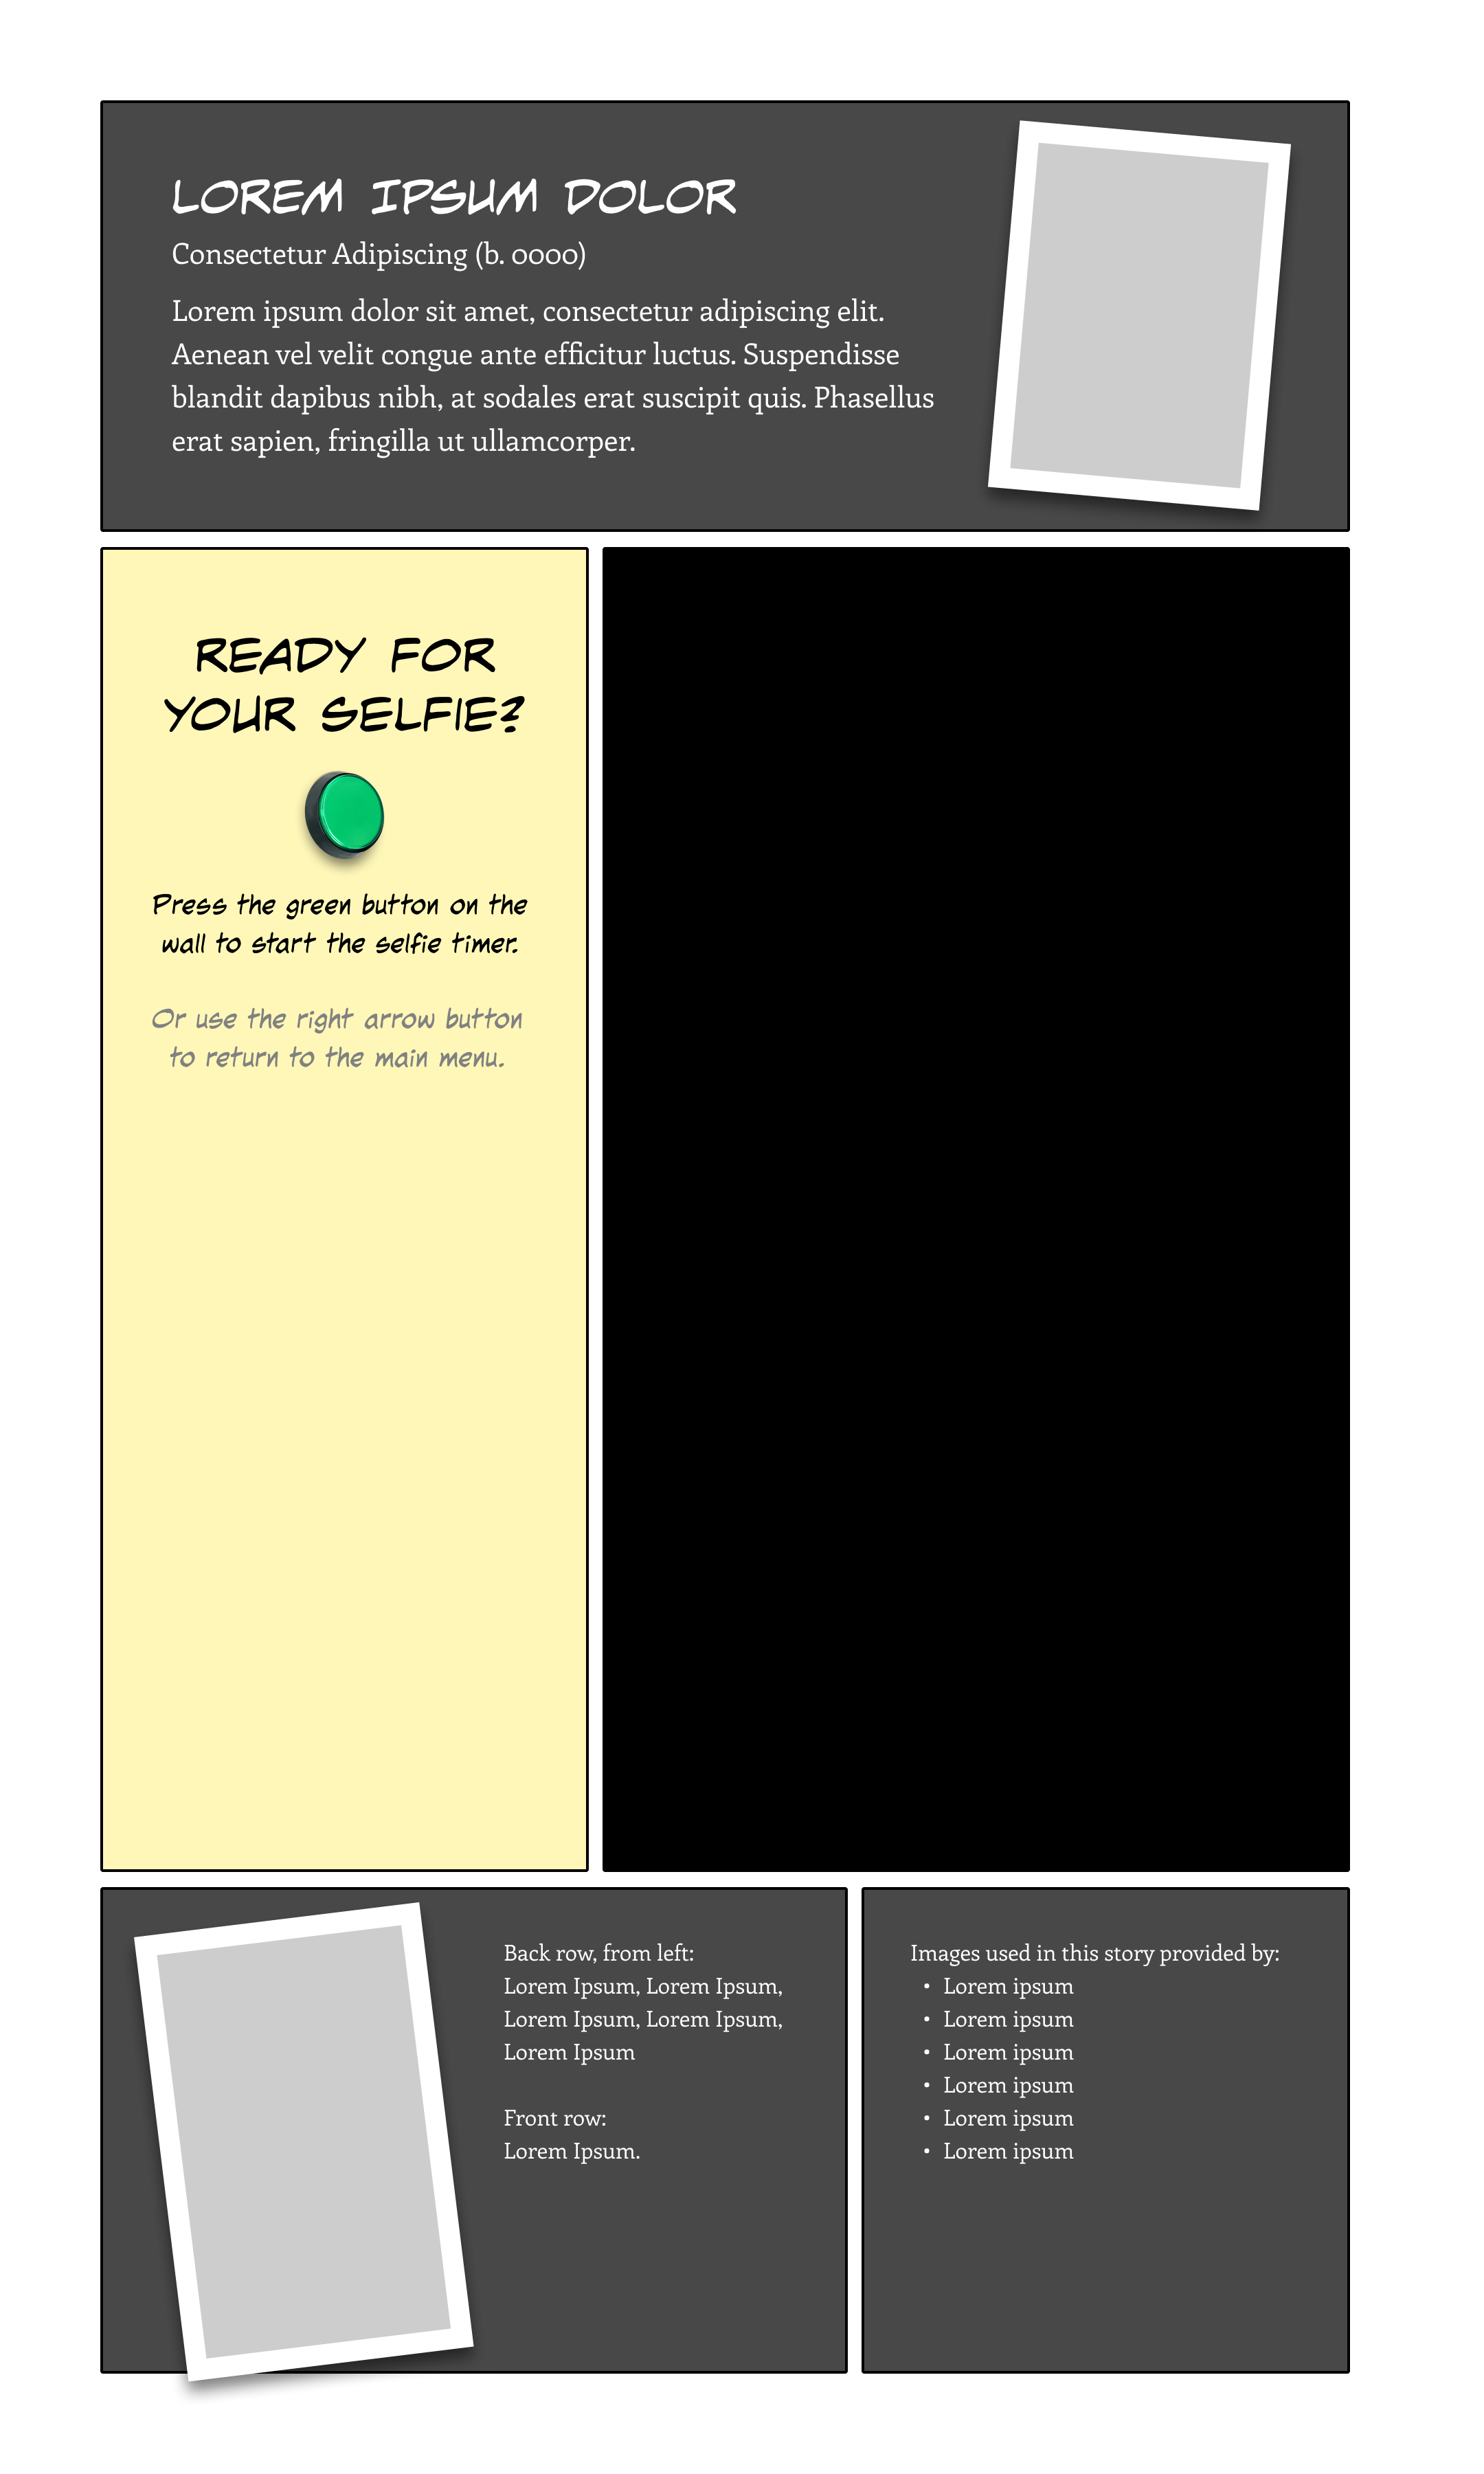 LOREM IPSUM DOLOR
Consectetur Adipiscing (b. 0000)
Lorem ipsum dolor sit amet, consectetur adipiscing elit.
Aenean vel velit congue ante efficitur luctus. Suspendisse
blandit dapibus nibh, at sodales erat suscipit quis. Phasellus
erat sapien, fringilla ut ullamcorper.
READY FOR
YOUR SELFIE?
Press the green button on the
wall to start the selfie timer.
Or use the right arrow button
to return to the main menu.
Back row, from left:
Lorem Ipsum, Lorem Ipsum,
Lorem Ipsum, Lorem Ipsum,
Lorem Ipsum
Front row:
Lorem Ipsum.
Images used in this story provided by:
• Lorem ipsum
• Lorem ipsum
• Lorem ipsum
• Lorem ipsum
• Lorem ipsum
• Lorem ipsum